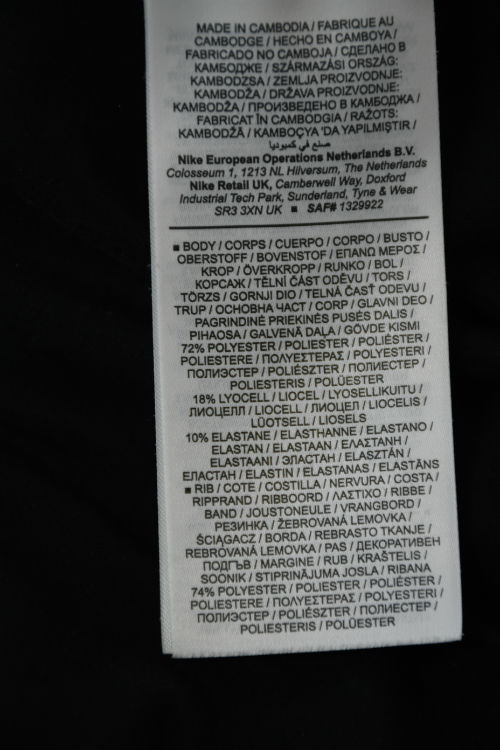 MADE IN CAMBODIA / FABRIQUE AU
CAMBODGE / HECHO EN CAMBOYA /
FABRICADO NO CAMBOJA / СДЕЛАНО В
КАМБОДЖЕ / SZÁRMAZÁSI ORSZÁG:
KAMBODZSA / ZEMLJA PROIZVODNJE:
KAMBODŽA / DRŽAVA PROIZVODNJE:
KAMBODŽA / ПРОИЗВЕДЕНО В КАМБОДЖА /
FABRICAT ÎN CAMBODGIA / RAŽOTS:
KAMBODŽĀ / KAMBOÇYA 'DA YAPILMIŞTIR /
صنع في كمبوديا
Nike European Operations Netherlands B.V.
Colosseum 1, 1213 NL Hilversum, The Netherlands
Nike Retail UK, Camberwell Way, Doxford
Industrial Tech Park, Sunderland, Tyne & Wear
SR3 3XN UK ■ SAF# 1329922
■ BODY / CORPS / CUERPO / CORPO / BUSTO /
OBERSTOFF / BOVENSTOF / ΕΠΑΝΩ ΜΕΡΟΣ /
KROP / ÖVERKROPP / RUNKO / BOL /
КОРСАЖ / TĚLNÍ ČÁST ODĚVU / TORS /
TÖRZS / GORNJI DIO / TELNÁ ČASŤ ODEVU /
TRUP / ОСНОВНА ЧАСТ / CORP / GLAVNI DEO /
PAGRINDINĖ PRIEKINĖS PUSĖS DALIS /
PIHAOSA / GALVENĀ DAĻA / GÖVDE KISMI
72% POLYESTER / POLIESTER / POLIÉSTER /
POLIESTERE / ΠΟΛΥΕΣΤΕΡΑΣ / POLYESTERI /
ПОЛИЭСТЕР / POLIÉSZTER / ПОЛИЕСТЕР /
POLIESTERIS / POLÜESTER
18% LYOCELL / LIOCEL / LYOSELLIKUITU /
ЛИОЦЕЛЛ / LIOCELL / ЛИОЦЕЛ / LIOCELIS /
LÜOTSELL / LIOSELS
10% ELASTANE / ELASTHANNE / ELASTANO /
ELASTAN / ELASTAAN / ΕΛΑΣΤΑΝΗ /
ELASTAANI / ЭЛАСТАН / ELASZTÁN /
ЕЛАСТАН / ELASTIN / ELASTANAS / ELASTĀNS
■ RIB / COTE / COSTILLA / NERVURA / COSTA /
RIPPRAND / RIBBOORD / ΛΑΣΤΙΧΟ / RIBBE /
BAND / JOUSTONEULE / VRANGBORD /
РЕЗИНКА / ŽEBROVANÁ LEMOVKA /
ŚCIĄGACZ / BORDA / REBRASTO TKANJE /
REBROVANÁ LEMOVKA / PAS / ДЕКОРАТИВЕН
ПОДГЪВ / MARGINE / RUB / KRAŠTELIS /
SOONIK / STIPRINĀJUMA JOSLA / RIBANA
74% POLYESTER / POLIESTER / POLIÉSTER /
POLIESTERE / ΠΟΛΥΕΣΤΕΡΑΣ / POLYESTERI /
ПОЛИЭСТЕР / POLIÉSZTER / ПОЛИЕСТЕР /
POLIESTERIS / POLÜESTER